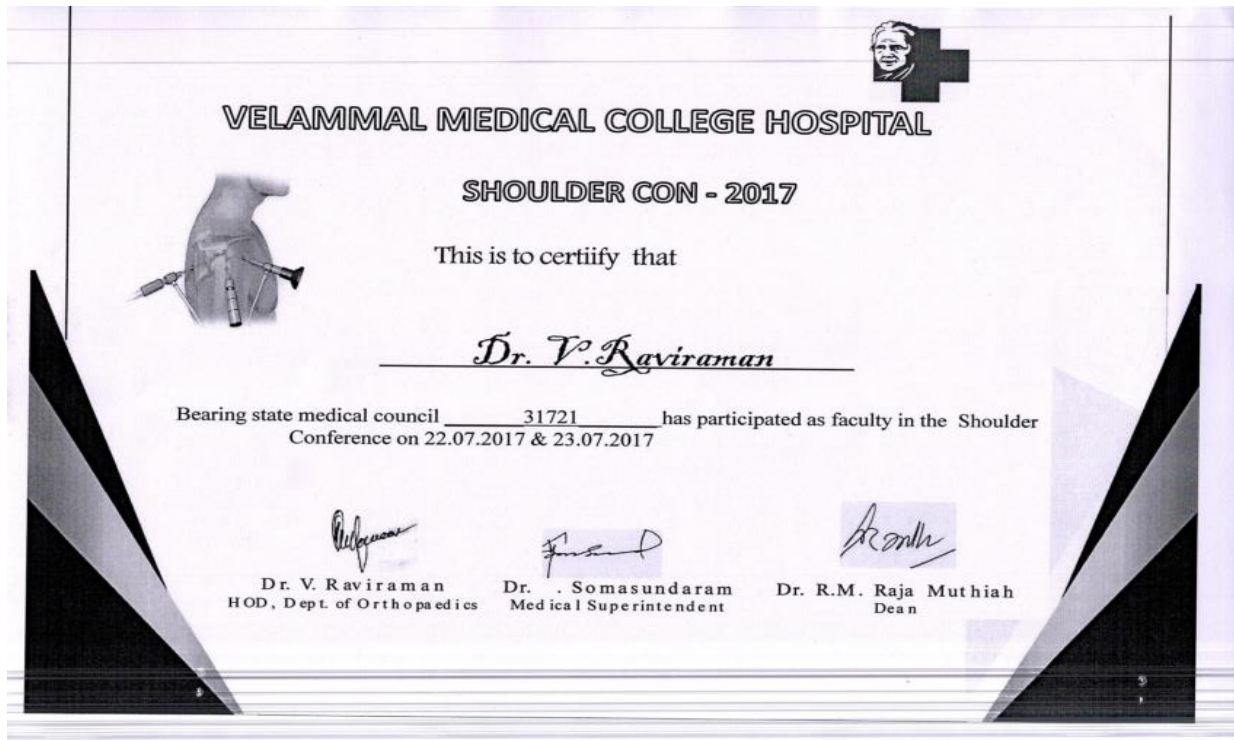 VELAMMAL MEDICAL COLLEGE HOSPITAL
SHOULDER CON - 2017
This is to certiify that
Dr. V. Raviraman
Bearing state medical council 31721 has participated as faculty in the Shoulder
Conference on 22.07.2017 & 23.07.2017
Dr. V. Raviraman Dr. . Somasundaram Dr. R.M. Raja Muthiah
HOD, Dept. of Orthopaedics Medical Superintendent Dean